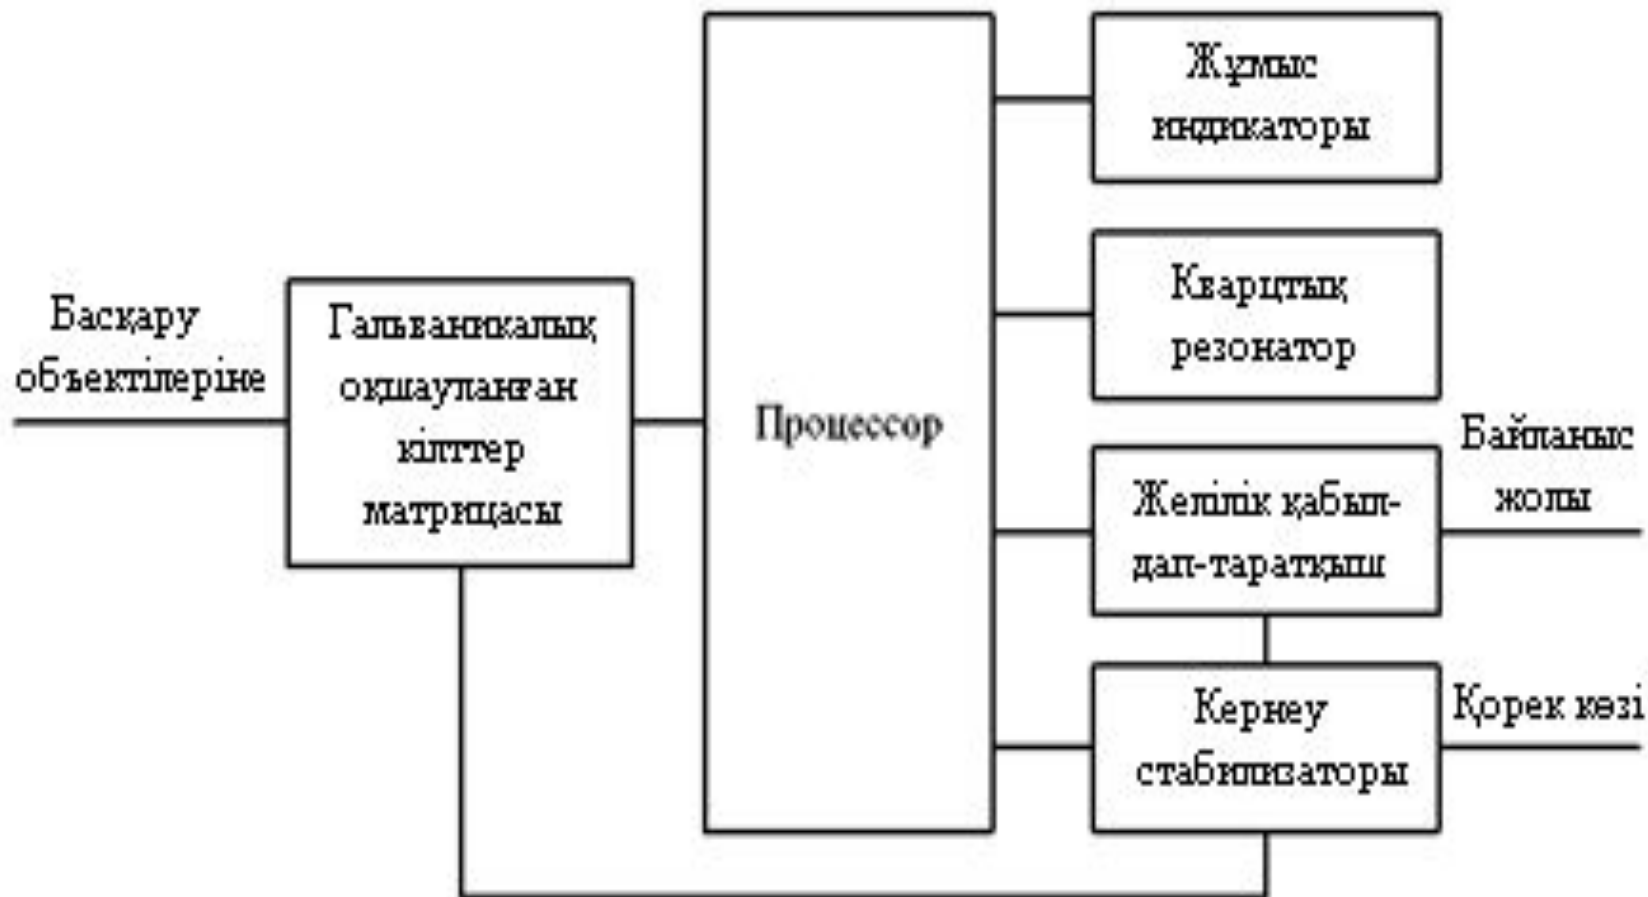 Жұмыс
индикаторы
Кварцтық
резонатор
Басқару
объектілеріне
Гальваникалық
оқшауланған
кілттер
матрицасы
Процессор
Желілік қабыл-
дап-таратқыш
Байланыс
жолы
Кернеу
стабилизаторы
Қорек көзі